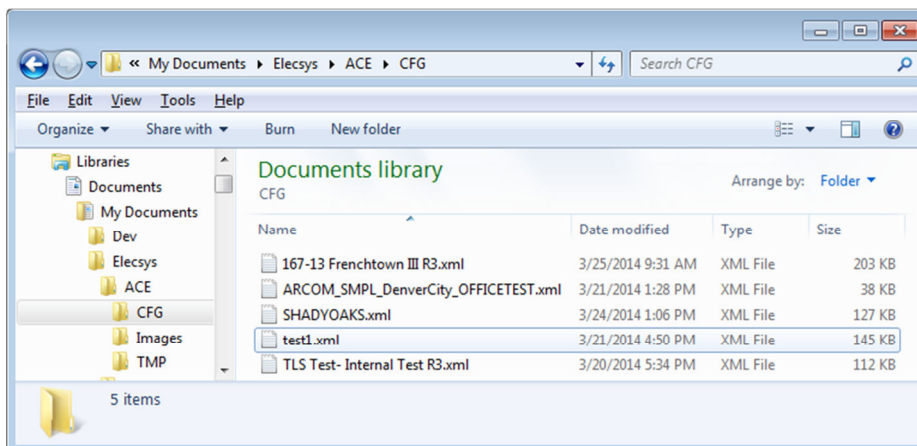 « My Documents ▸ Elecsys ▸ ACE ▸ CFG Search CFG
File Edit View Tools Help
Organize Share with Burn New folder
Libraries
Documents
My Documents
Dev
Elecsys
ACE
CFG
Images
TMP
Documents library
CFG
Arrange by: Folder
Name Date modified Type Size
167-13 Frenchtown III R3.xml 3/25/2014 9:31 AM XML File 203 KB
ARCOM_SMPL_DenverCity_OFFICETEST.xml 3/21/2014 1:28 PM XML File 38 KB
SHADYOAKS.xml 3/24/2014 1:06 PM XML File 127 KB
test1.xml 3/21/2014 4:50 PM XML File 145 KB
TLS Test- Internal Test R3.xml 3/20/2014 5:34 PM XML File 112 KB
5 items